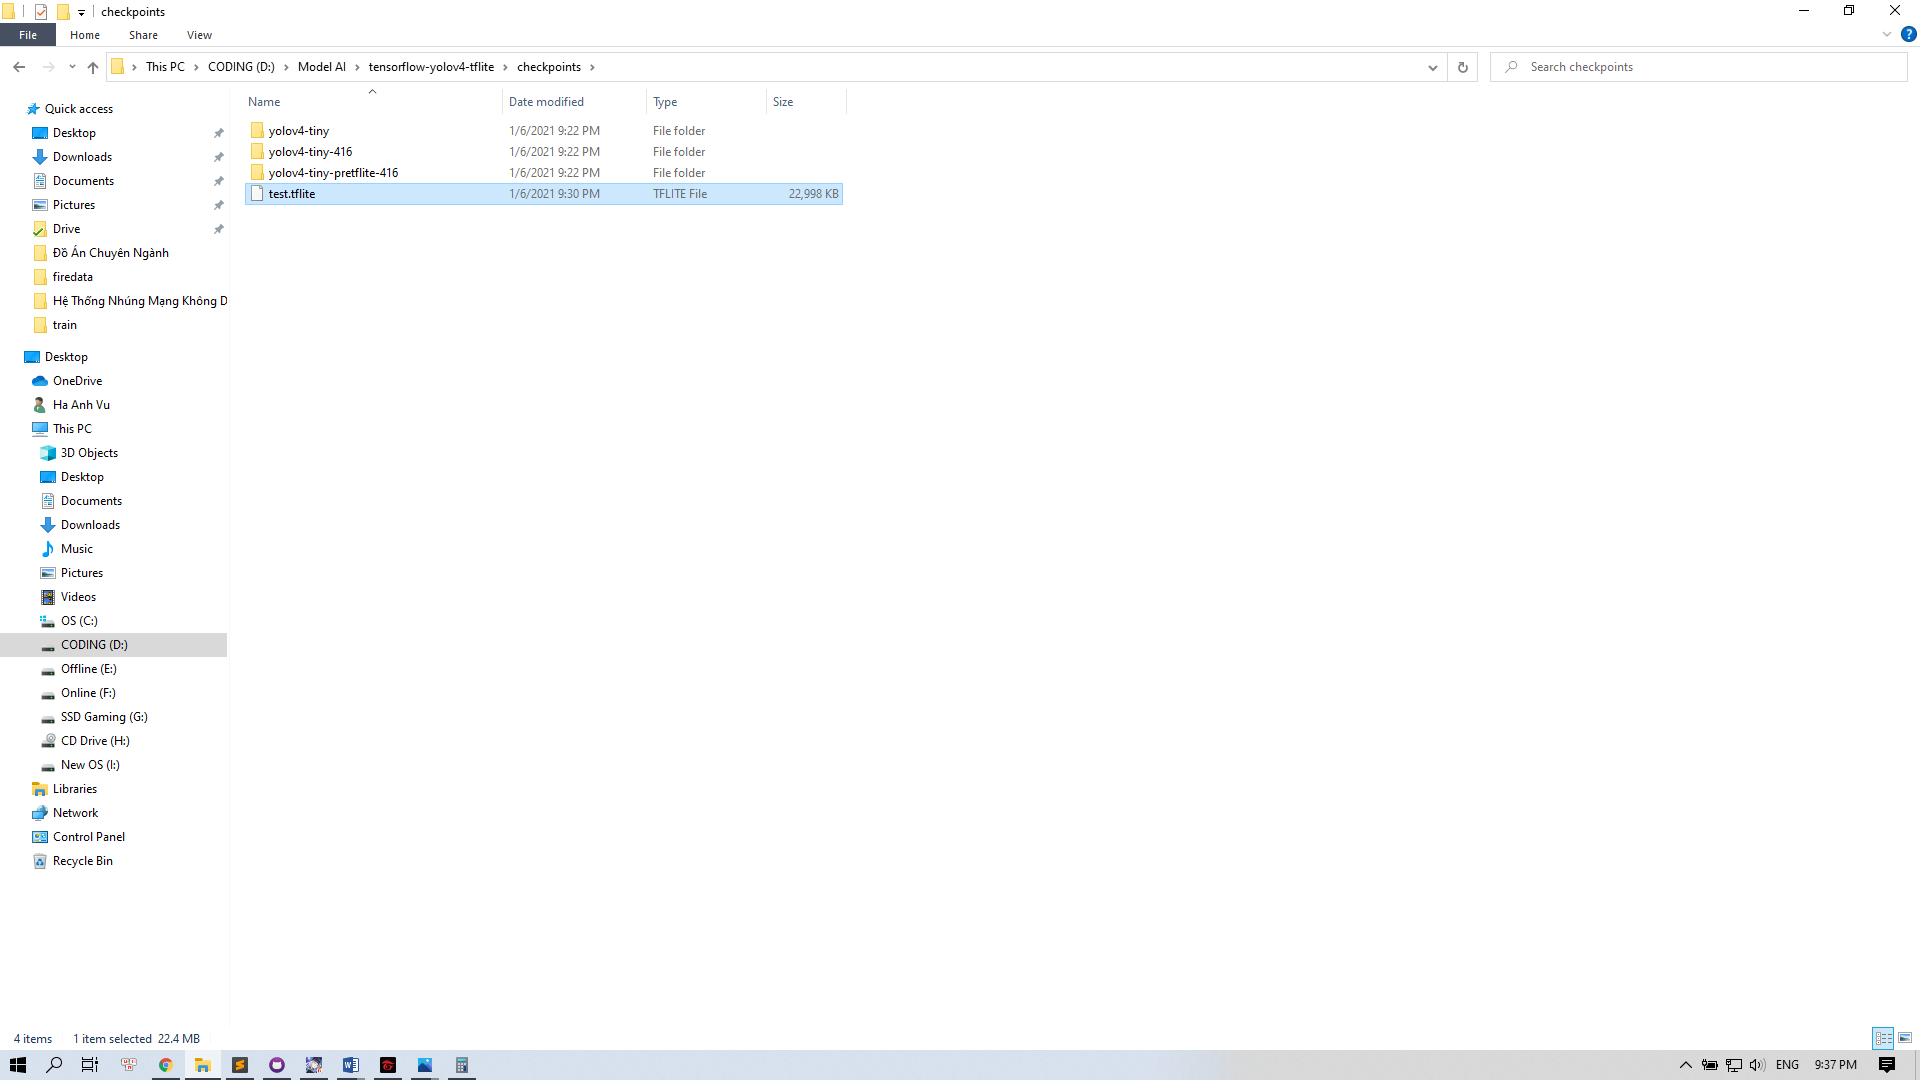 checkpoints
File Home Share View
This PC CODING (D:) Model AI tensorflow-yolov4-tflite checkpoints Search checkpoints
Name Date modified Type Size
yolov4-tiny 1/6/2021 9:22 PM File folder
yolov4-tiny-416 1/6/2021 9:22 PM File folder
yolov4-tiny-pretflite-416 1/6/2021 9:22 PM File folder
test.tflite 1/6/2021 9:30 PM TFLITE File 22,998 KB
Quick access
Desktop
Downloads
Documents
Pictures
Drive
Đồ Án Chuyên Ngành
firedata
Hệ Thống Nhúng Mạng Không D
train
Desktop
OneDrive
Ha Anh Vu
This PC
3D Objects
Desktop
Documents
Downloads
Music
Pictures
Videos
OS (C:)
CODING (D:)
Offline (E:)
Online (F:)
SSD Gaming (G:)
CD Drive (H:)
New OS (I:)
Libraries
Network
Control Panel
Recycle Bin
4 items 1 item selected 22.4 MB
ENG 9:37 PM